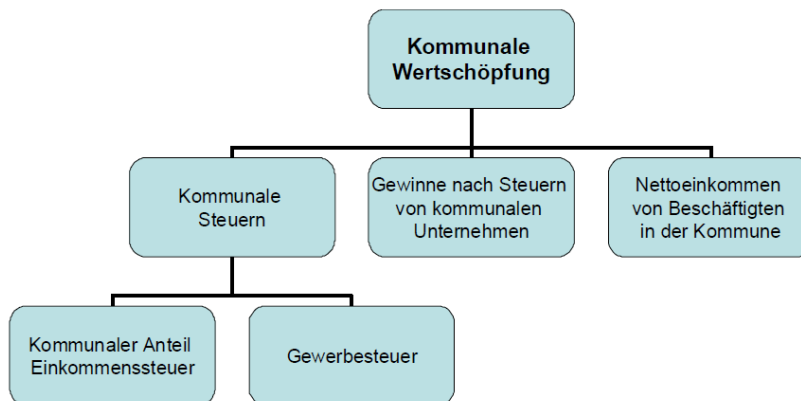 Kommunale
Wertschöpfung
Kommunale
Steuern
Gewinne nach Steuern
von kommunalen
Unternehmen
Nettoeinkommen
von Beschäftigten
in der Kommune
Kommunaler Anteil
Einkommenssteuer
Gewerbesteuer